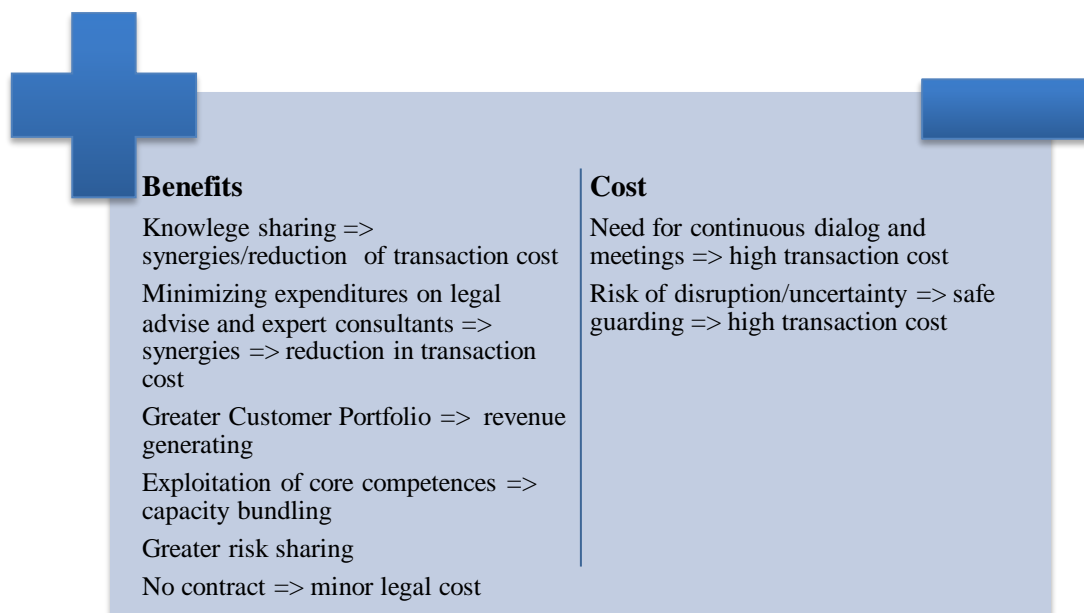 Benefits
Knowlege sharing =>
synergies/reduction of transaction cost
Minimizing expenditures on legal
advise and expert consultants =>
synergies => reduction in transaction
cost
Greater Customer Portfolio => revenue
generating
Exploitation of core competences =>
capacity bundling
Greater risk sharing
No contract => minor legal cost
Cost
Need for continuous dialog and
meetings => high transaction cost
Risk of disruption/uncertainty => safe
guarding => high transaction cost